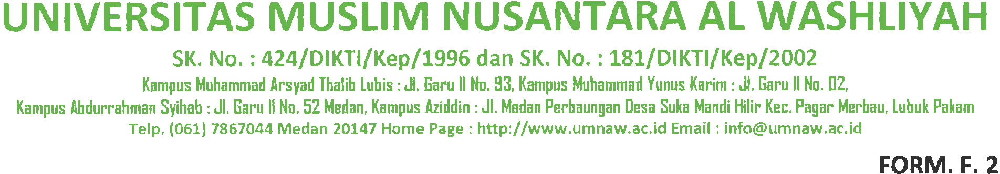 UNIVERSITAS MUSLIM NUSANTARA AL WASHLIYAH
SK. No. : 424/DIKTI/Kep/1996 dan SK. No. : 181/DIKTI/Kep/2002
Kampus Muhammad Arsyad Thalib Lubis : Jl. Garu II No. 93, Kampus Muhammad Yunus Karim : Jl. Garu II No. 02,
Kampus Abdurrahman Syihab : Jl. Garu II No. 52 Medan, Kampus Aziddin : Jl. Medan Perbaungan Desa Suka Mandi Hilir Kec. Pagar Merbau, Lubuk Pakam
Telp. (061) 7867044 Medan 20147 Home Page : http://www.umnaw.ac.id Email : info@umnaw.ac.id
FORM. F. 2